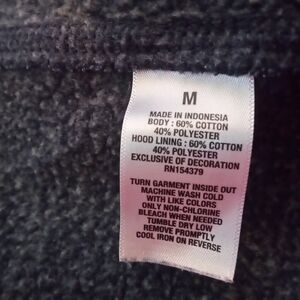 M
MADE IN INDONESIA
BODY : 60% COTTON
40% POLYESTER
HOOD LINING : 60% COTTON
40% POLYESTER
EXCLUSIVE OF DECORATION
RN154379
TURN GARMENT INSIDE OUT
MACHINE WASH COLD
WITH LIKE COLORS
ONLY NON-CHLORINE
BLEACH WHEN NEEDED
TUMBLE DRY LOW
REMOVE PROMPTLY
COOL IRON ON REVERSE